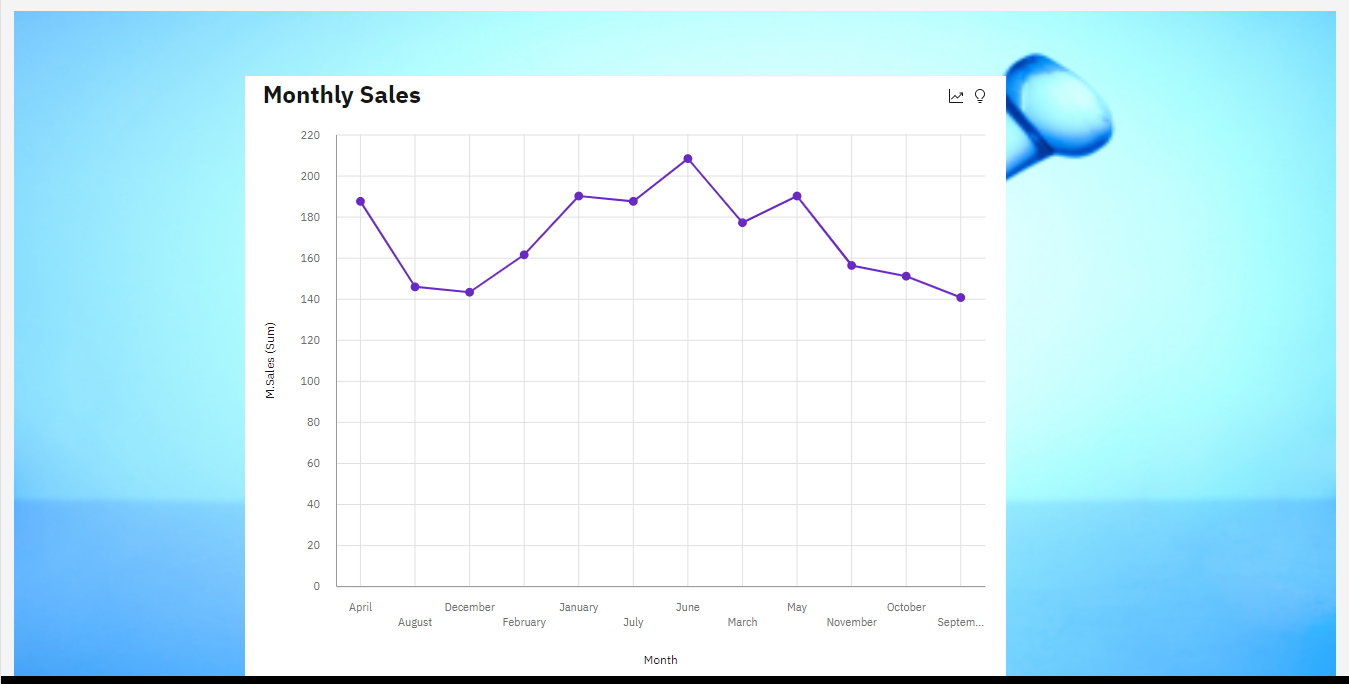 Monthly Sales
220
200
180
160
140
120
100
80
60
40
20
0
M.Sales (Sum)
April
December
January
June
May
October
August
February
July
March
November
Septem...
Month